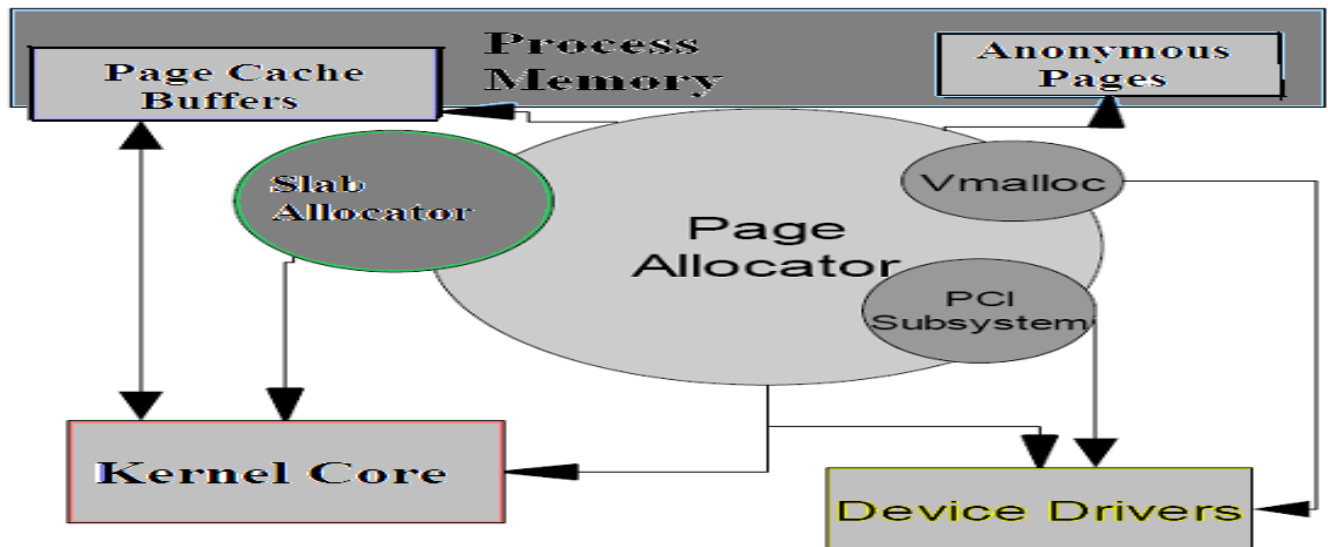 Process
Memory
Page Cache
Buffers
Anonymous
Pages
Slab
Allocator
Vmalloc
Page
Allocator
PCI
Subsystem
Kernel Core
Device Drivers